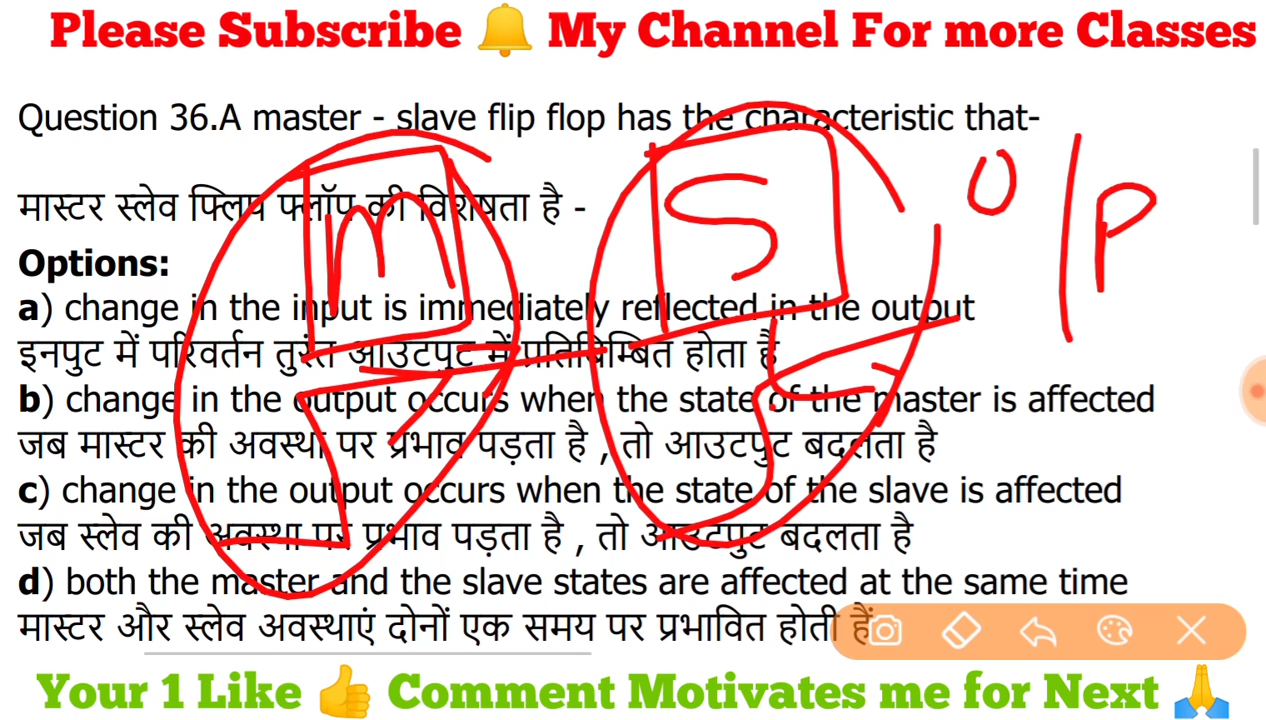 Please Subscribe 🔔 My Channel For more Classes
Question 36.A master - slave flip flop has the characteristic that-
मास्टर स्लेव फ्लिप फ्लॉप की विशेषता है -
Options:
a) change in the input is immediately reflected in the output
इनपुट में परिवर्तन तुरंत आउटपुट में प्रतिबिम्बित होता है
b) change in the output occurs when the state of the master is affected
जब मास्टर की अवस्था पर प्रभाव पड़ता है , तो आउटपुट बदलता है
c) change in the output occurs when the state of the slave is affected
जब स्लेव की अवस्था पर प्रभाव पड़ता है , तो आउटपुट बदलता है
d) both the master and the slave states are affected at the same time
मास्टर और स्लेव अवस्थाएं दोनों एक समय पर प्रभावित होती हैं
m S O/P
Your 1 Like 👍 Comment Motivates me for Next 🙏